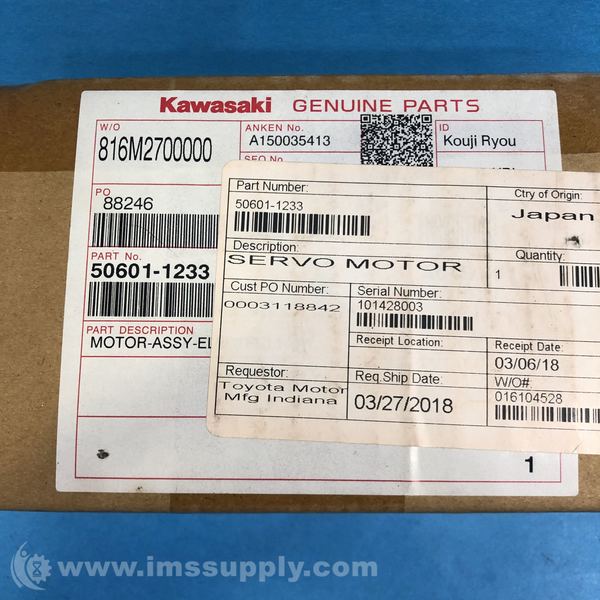 Kawasaki GENUINE PARTS
W/O
816M2700000
ANKEN No.
A150035413
ID
Kouji Ryou
PO
88246
PART No.
50601-1233
PART DESCRIPTION
MOTOR-ASSY-EL
1
Part Number:
50601-1233
Ctry of Origin:
Japan
Description:
SERVO MOTOR
Quantity:
1
Cust PO Number:
0003118842
Serial Number:
101428003
Receipt Location:
Receipt Date:
03/06/18
Requestor:
Toyota Motor
Mfg Indiana
Req.Ship Date:
03/27/2018
W/O#:
016104528
www.imssupply.com